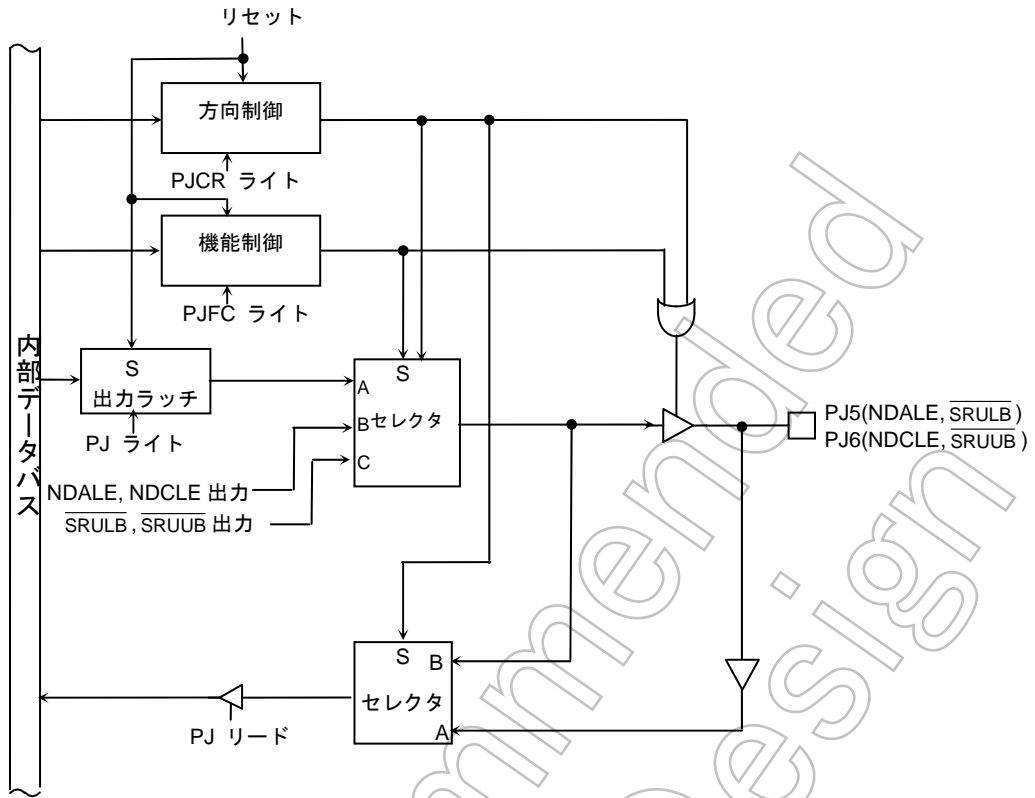 リセット
方向制御
PJCR ライト
機能制御
PJFC ライト
内部データバス
S
出力ラッチ
PJ ライト
S
A
B セレクタ
C
NDALE, NDCLE 出力
SRULB, SRUUB 出力
PJ5(NDALE, SRULB)
PJ6(NDCLE, SRUUB)
S B
セレクタ
A
PJ リード
mmended
Design